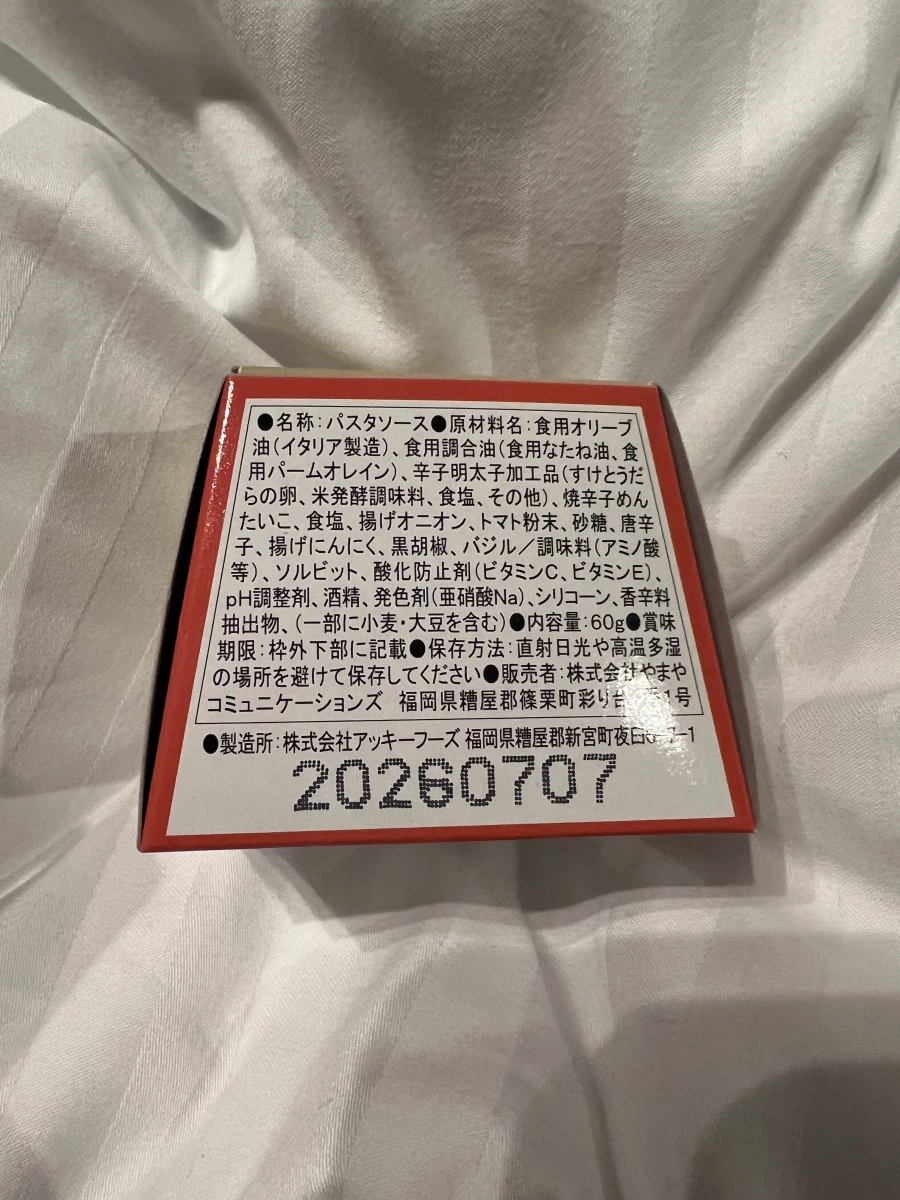 ●名称:パスタソース●原材料名:食用オリーブ
油(イタリア製造)、食用調合油(食用なたね油、食
用パームオレイン)、辛子明太子加工品(すけとうだ
らの卵、米発酵調味料、食塩、その他)、焼辛子めん
たいこ、食塩、揚げオニオン、トマト粉末、砂糖、唐辛
子、揚げにんにく、黒胡椒、バジル/調味料(アミノ酸
等)、ソルビット、酸化防止剤(ビタミンC、ビタミンE)、
pH調整剤、酒精、発色剤(亜硝酸Na)、シリコーン、香辛料
抽出物、(一部に小麦・大豆を含む)●内容量:60g●賞味
期限:枠外下部に記載●保存方法:直射日光や高温多湿
の場所を避けて保存してください●販売者:株式会社やまや
コミュニケーションズ 福岡県糟屋郡篠栗町彩り台 1号
●製造所:株式会社アッキーフーズ 福岡県糟屋郡新宮町夜臼
20260707